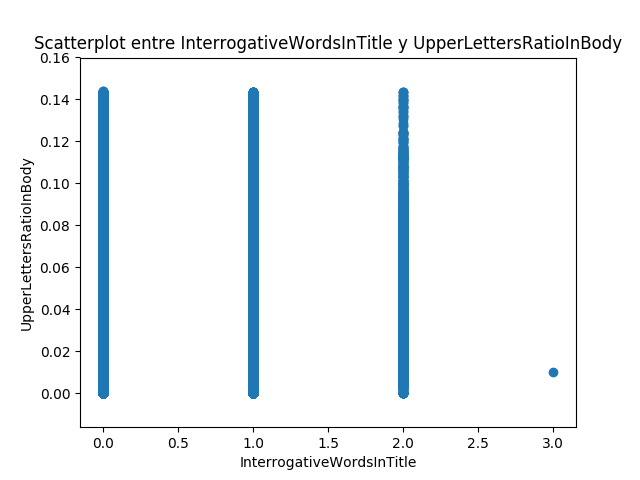 Scatterplot entre InterrogativeWordsInTitle y UpperLettersRatioInBody
0.16
0.14
0.12
0.10
0.08
0.06
0.04
0.02
0.00
UpperLettersRatioInBody
0.0 0.5 1.0 1.5 2.0 2.5 3.0
InterrogativeWordsInTitle